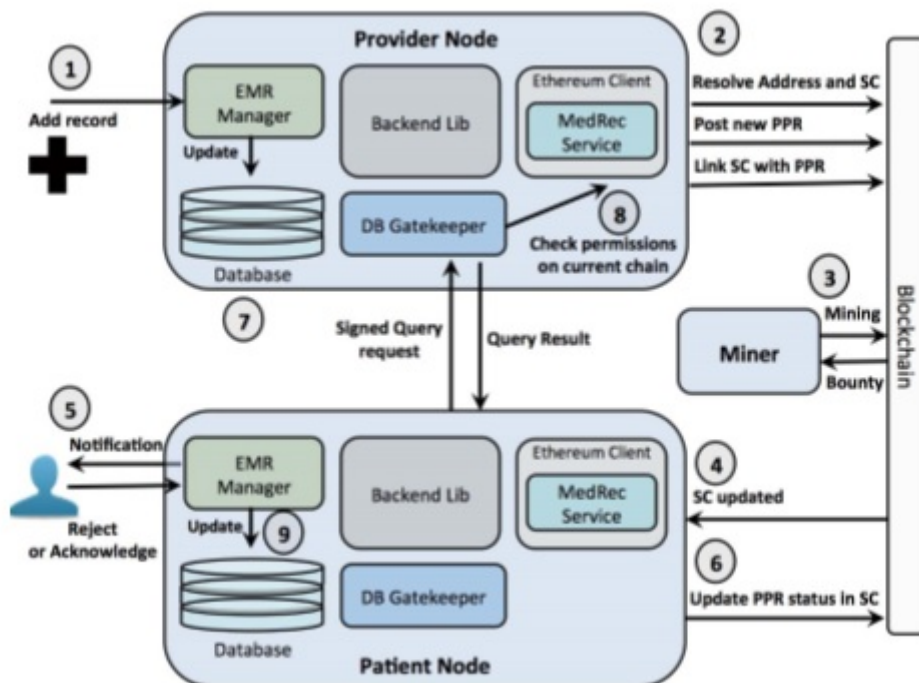 Provider Node
1
Add record
EMR
Manager
Update
Database
Backend Lib
DB Gatekeeper
Ethereum Client
MedRec
Service
8
Check permissions
on current chain
2
Resolve Address and SC
Post new PPR
Link SC with PPR
Blockchain
3
Mining
Bounty
Miner
7
Signed Query
request
Query Result
5
Notification
Reject
or Acknowledge
EMR
Manager
Update
9
Database
Backend Lib
DB Gatekeeper
Ethereum Client
MedRec
Service
Patient Node
4
SC updated
6
Update PPR status in SC